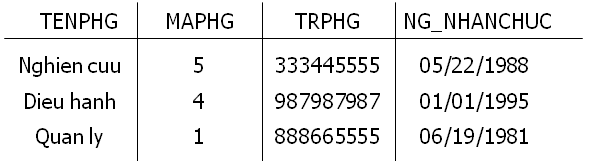 TENPHG MAPHG TRPHG NG_NHANCHUC
Nghien cuu 5 333445555 05/22/1988
Dieu hanh 4 987987987 01/01/1995
Quan ly 1 888665555 06/19/1981